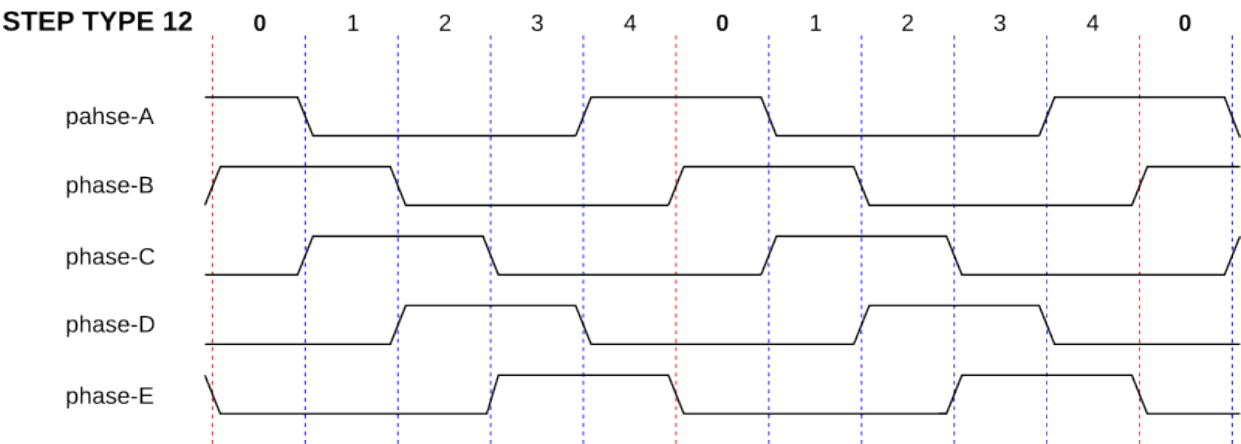 STEP TYPE 12 0 1 2 3 4 0 1 2 3 4 0
pahse-A
phase-B
phase-C
phase-D
phase-E